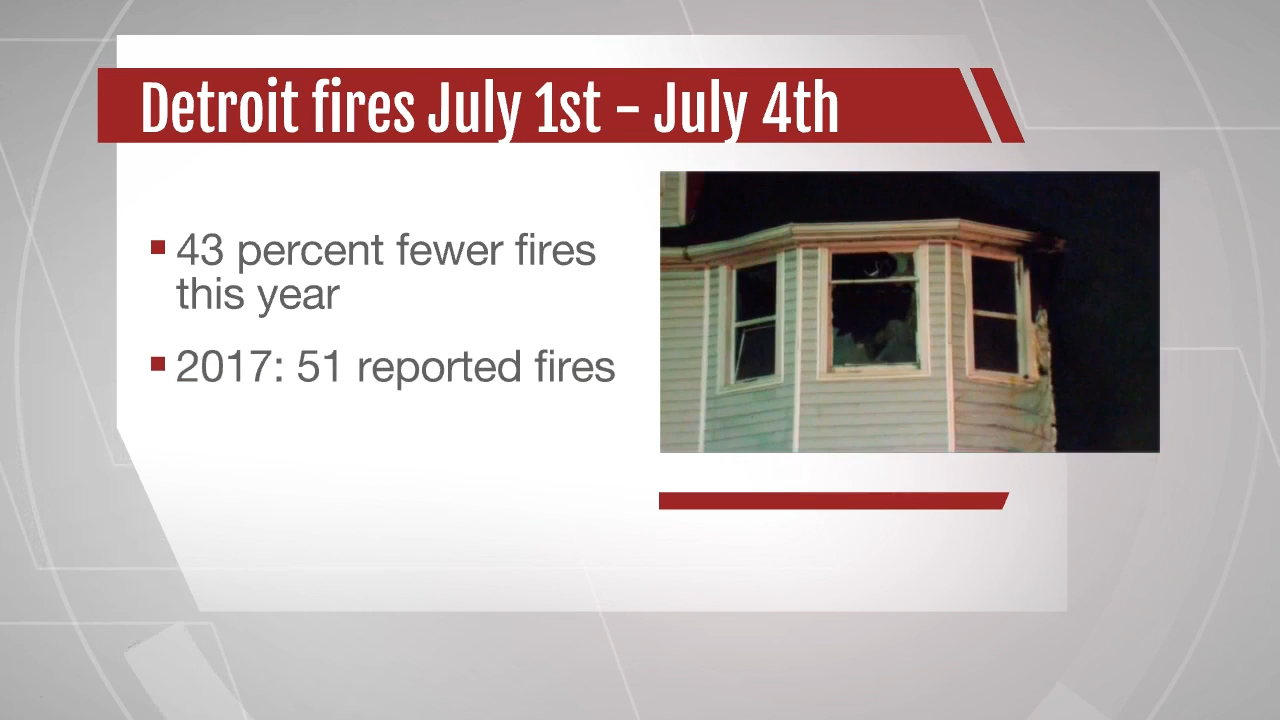 Detroit fires July 1st - July 4th
43 percent fewer fires
this year
2017: 51 reported fires